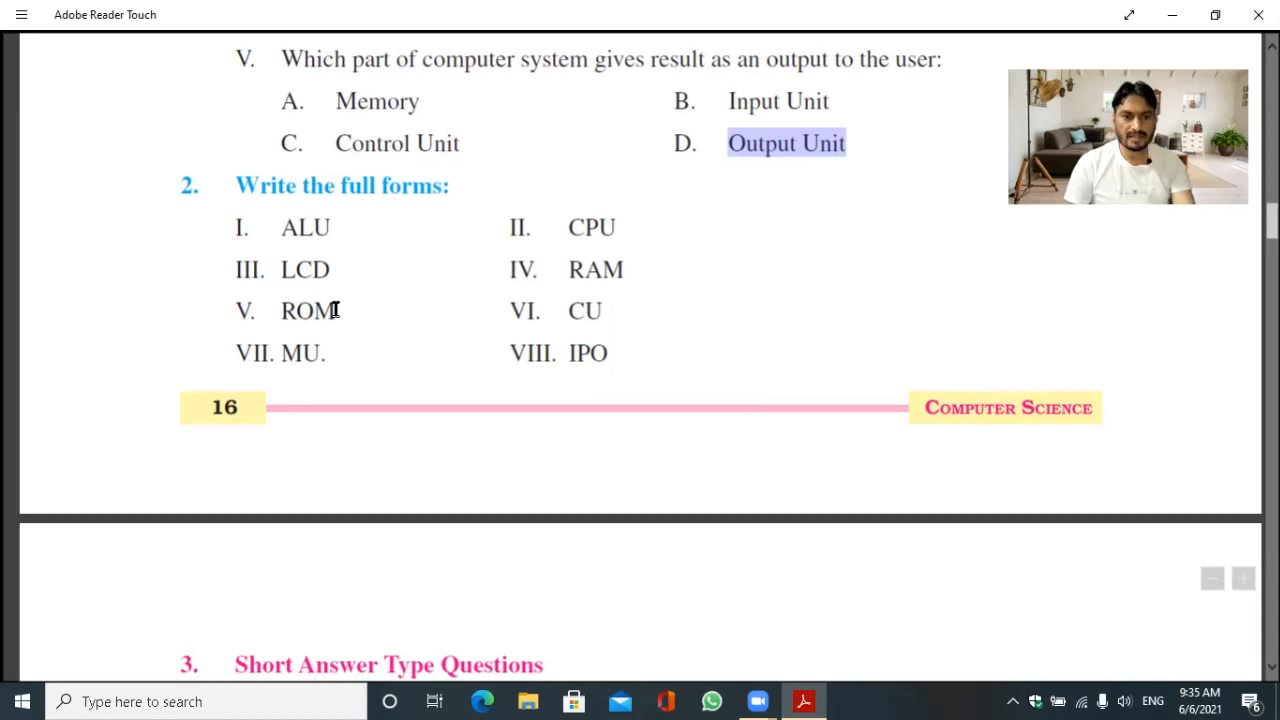 Adobe Reader Touch
V. Which part of computer system gives result as an output to the user:
A. Memory B. Input Unit
C. Control Unit D. Output Unit
2. Write the full forms:
I. ALU II. CPU
III. LCD IV. RAM
V. ROM VI. CU
VII. MU. VIII. IPO
16 COMPUTER SCIENCE
3. Short Answer Type Questions
Type here to search
ENG
9:35 AM
6/6/2021
6